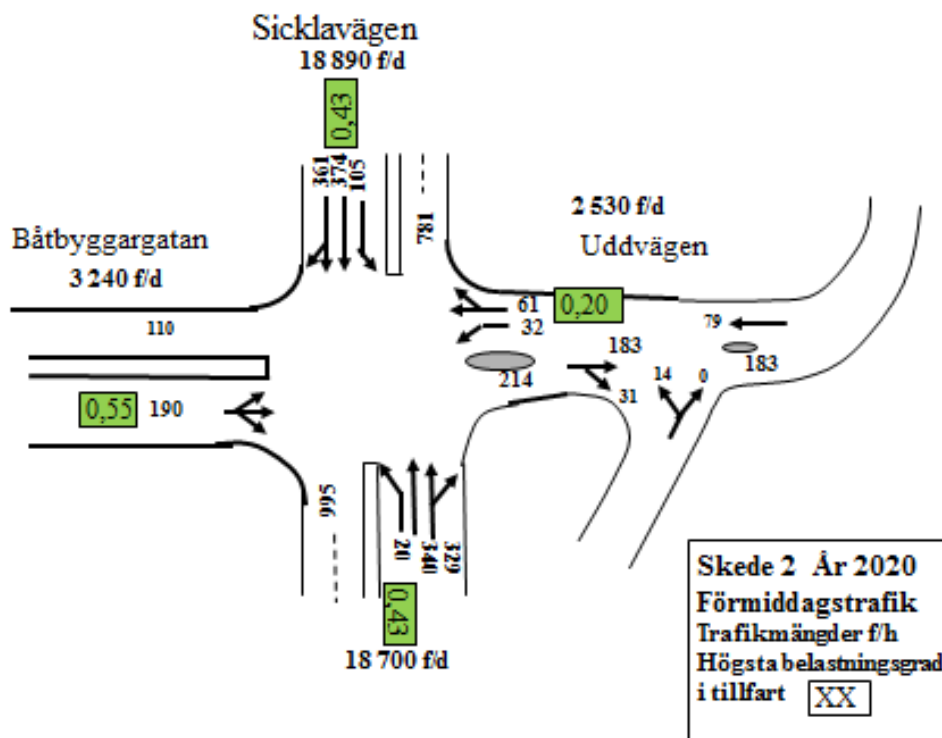 Sicklavägen
18 890 f/d
0,43
361
374
105
781
2 530 f/d
Uddvägen
Båtbyggargatan
3 240 f/d
110
61
0,20
32
79
183
183
214
14
0
31
0,55
190
995
20
340
329
0,43
18 700 f/d
Skede 2 År 2020
Förmiddagstrafik
Trafikmängder f/h
Högsta belastningsgrad
i tillfart XX